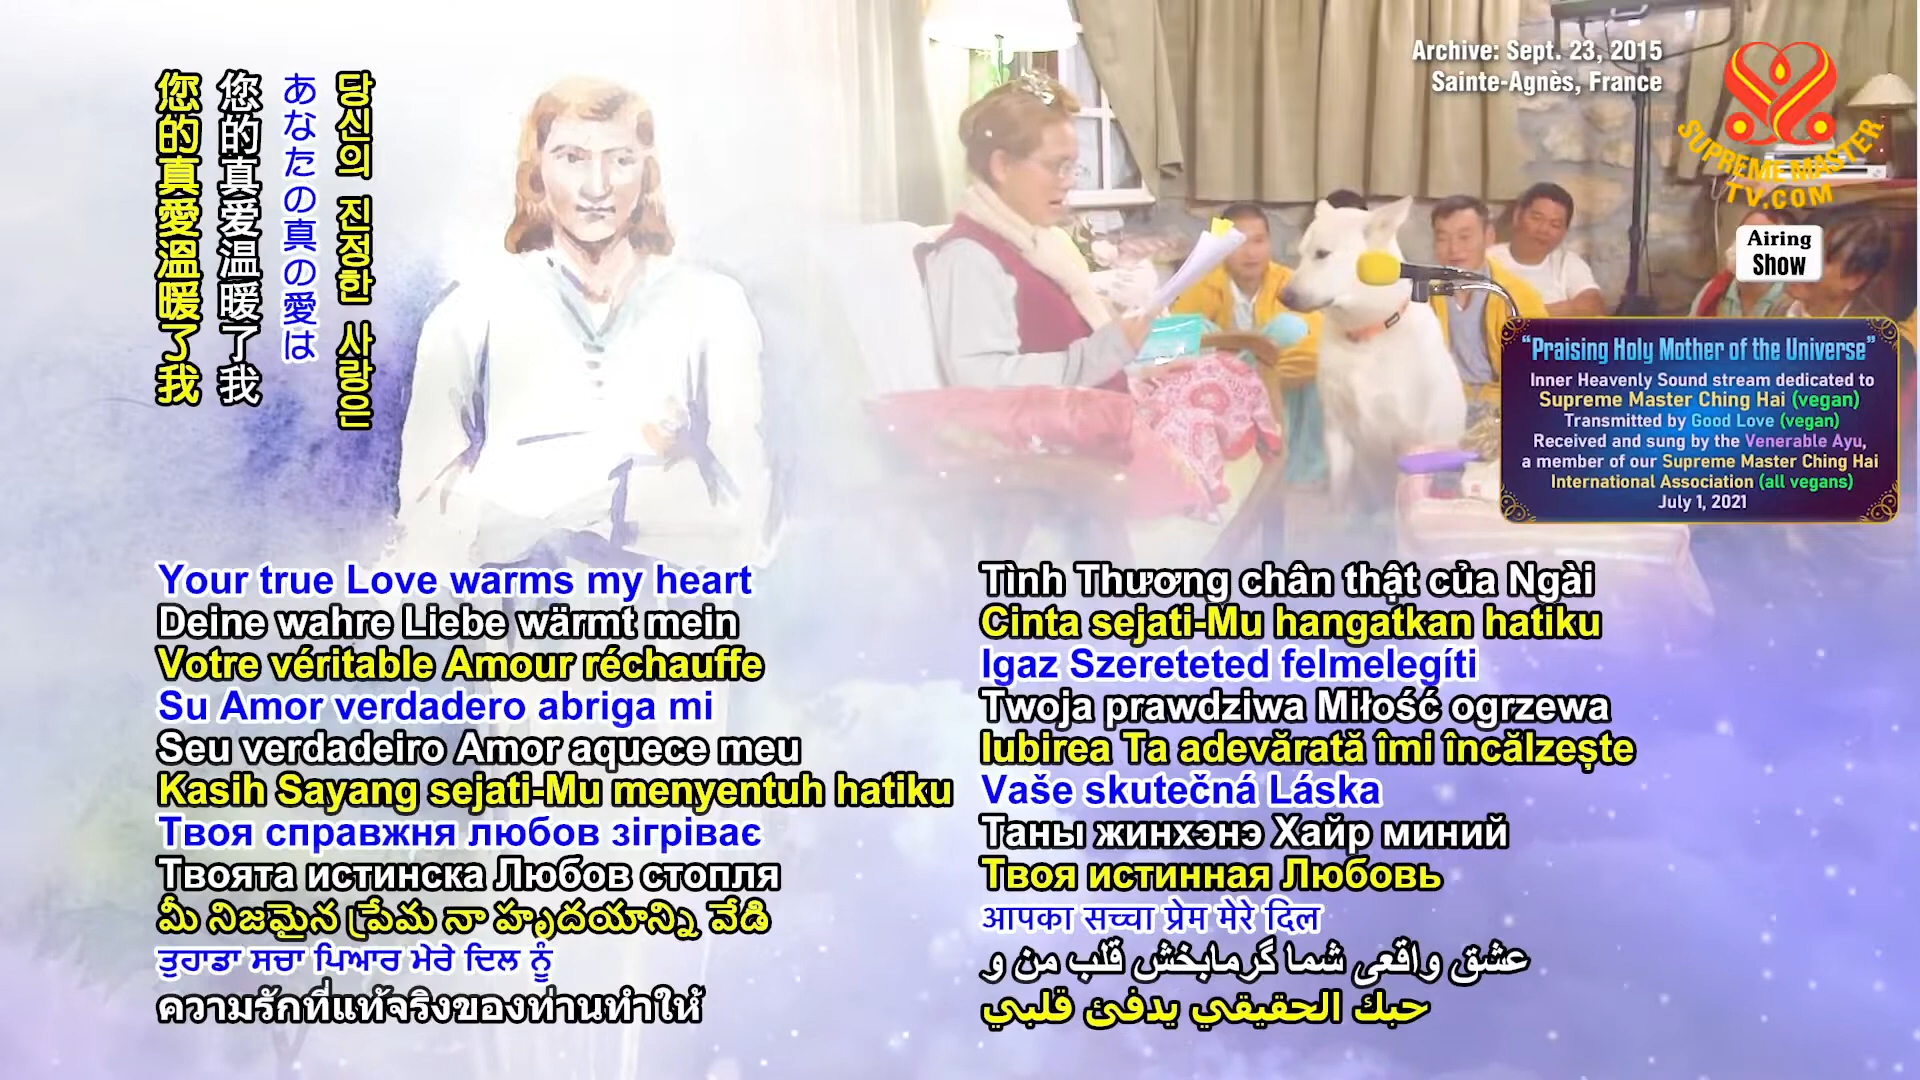 Archive: Sept. 23, 2015
Sainte-Agnès, France
SUPREME MASTER
TV.COM
Airing
Show
您的真愛溫暖了我
您的真爱温暖了我
あなたの真の愛は
당신의 진정한 사랑은
“Praising Holy Mother of the Universe”
Inner Heavenly Sound stream dedicated to
Supreme Master Ching Hai (vegan)
Transmitted by Good Love (vegan)
Received and sung by the Venerable Ayu,
a member of our Supreme Master Ching Hai
International Association (all vegans)
July 1, 2021
Your true Love warms my heart
Deine wahre Liebe wärmt mein
Votre véritable Amour réchauffe
Su Amor verdadero abriga mi
Seu verdadeiro Amor aquece meu
Kasih Sayang sejati-Mu menyentuh hatiku
Твоя справжня любов зігріває
Твоята истинска Любов стопля
మీ నిజమైన ప్రేమ నా హృదయాన్ని వేడి
ਤੁਹਾਡਾ ਸਚਾ ਪਿਆਰ ਮੇਰੇ ਦਿਲ ਨੂੰ
ความรักที่แท้จริงของท่านทำให้
Tình Thương chân thật của Ngài
Cinta sejati-Mu hangatkan hatiku
Igaz Szereteted felmelegíti
Twoja prawdziwa Miłość ogrzewa
Iubirea Ta adevărată îmi încălzește
Vaše skutečná Láska
Таны жинхэнэ Хайр миний
Твоя истинная Любовь
आपका सच्चा प्रेम मेरे दिल
عشق واقعی شما گرمابخش قلب من و
حبك الحقيقي يدفئ قلبي